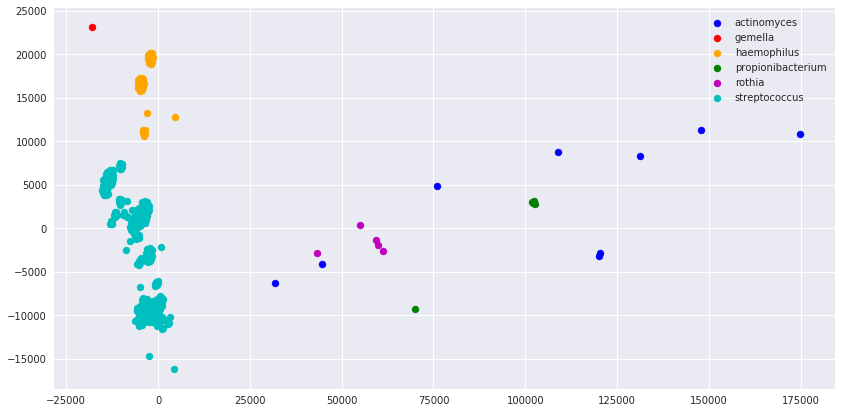 25000
20000
15000
10000
5000
0
−5000
−10000
−15000
−25000 0 25000 50000 75000 100000 125000 150000 175000
actinomyces
gemella
haemophilus
propionibacterium
rothia
streptococcus